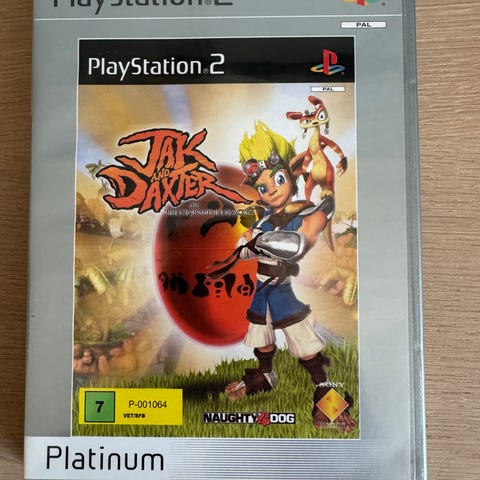 PlayStation 2
PAL
PlayStation 2
PAL
JAK
AND
DAXTER
THE
PRECURSOR LEGACY
7
P-001064
VET/SFB
NAUGHTY DOG
SONY
Platinum